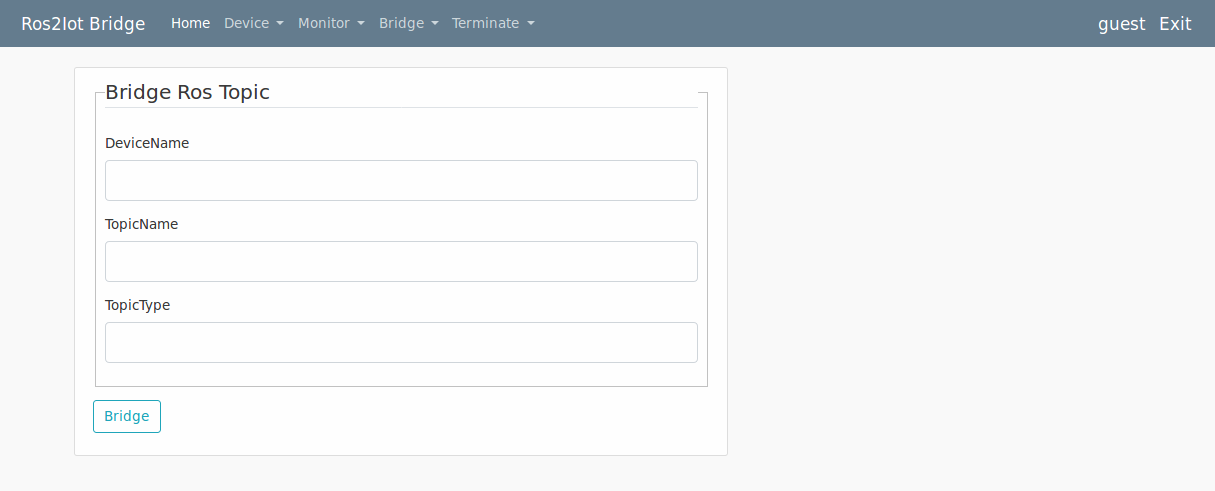 Ros2Iot Bridge Home Device Monitor Bridge Terminate guest Exit
Bridge Ros Topic
DeviceName
TopicName
TopicType
Bridge